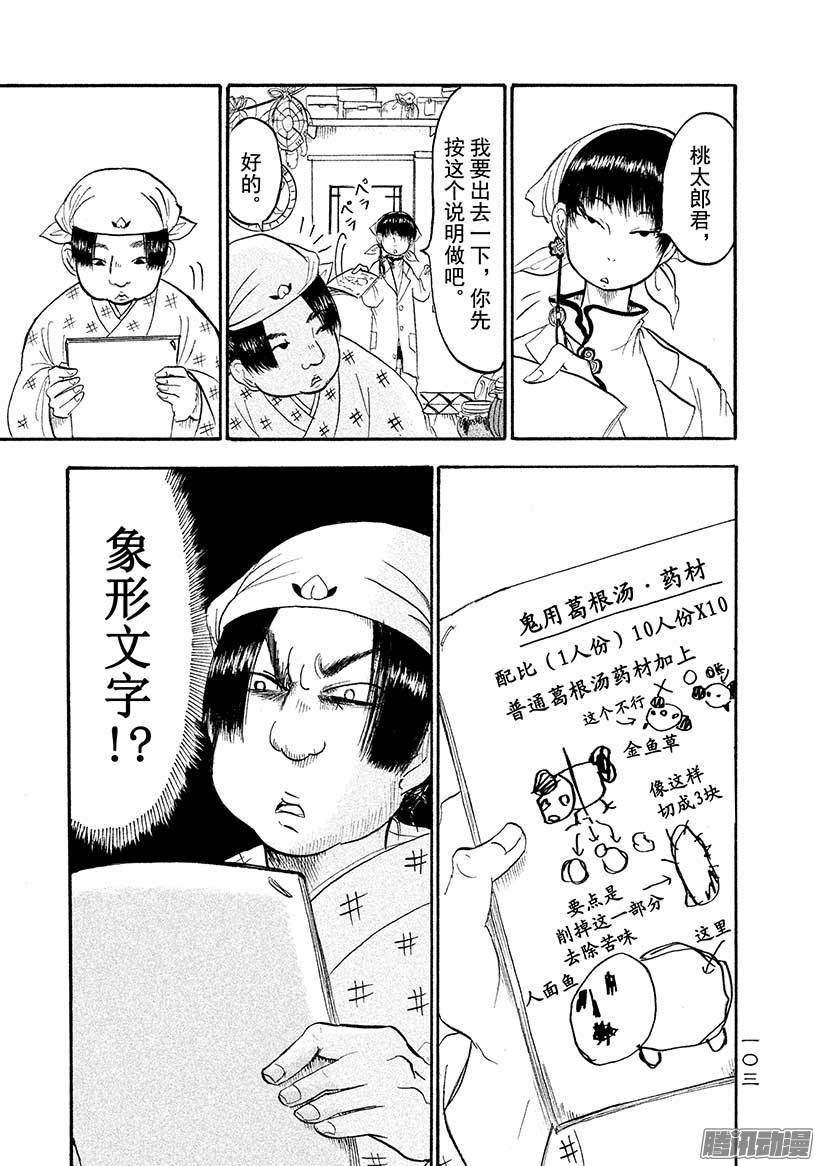 桃太郎君，
我要出去一下，你先
按这个说明做吧。
ペラ
ペラ
好的。
鬼用葛根汤·药材
配比（1人份）10人份X10
普通葛根汤药材加上
OK
这个不行
金鱼草
像这样
切成3块
要点是
削掉这一部分
去除苦味
这里
人面鱼
象形文字!?
一〇三
腾讯动漫